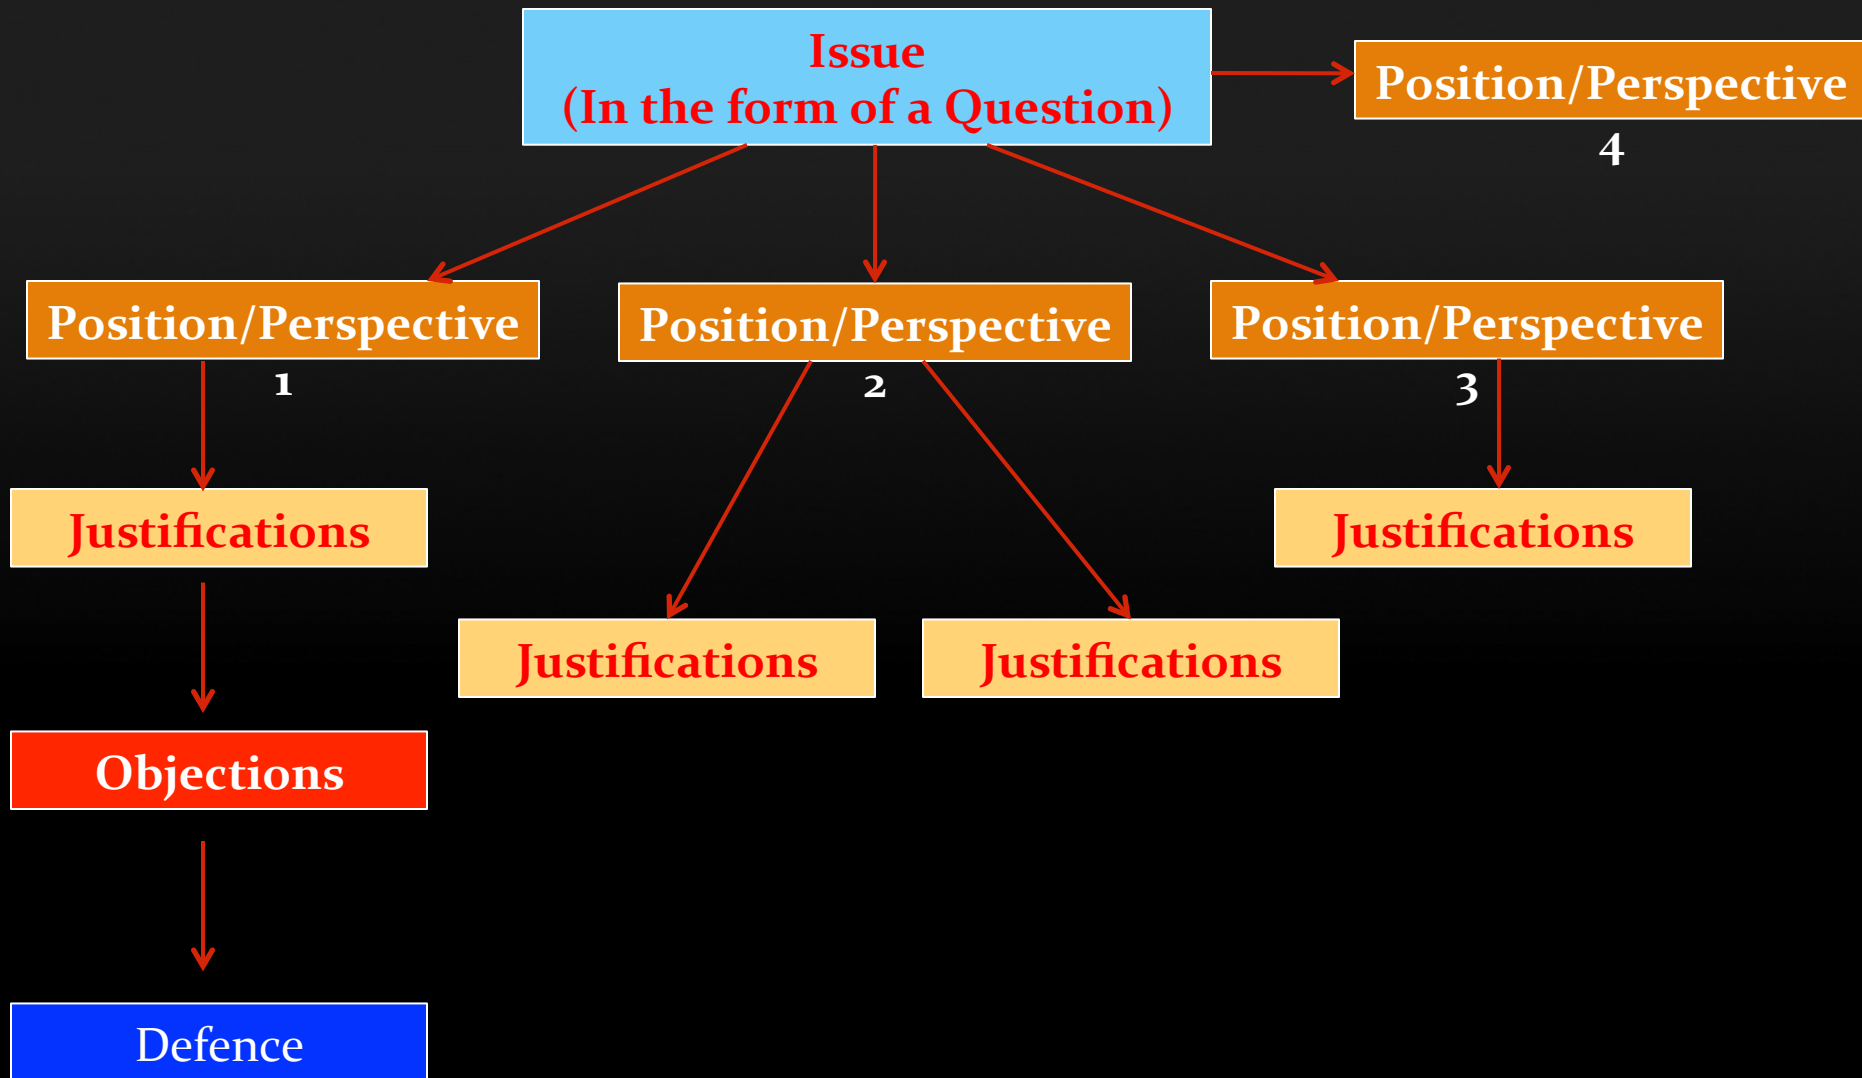 Issue
(In the form of a Question)
Position/Perspective
4
Position/Perspective
1
Position/Perspective
2
Position/Perspective
3
Justifications
Justifications
Justifications
Justifications
Objections
Defence